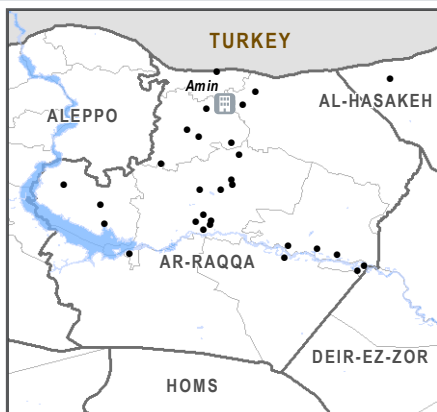 TURKEY
Amin
AL-HASAKEH
ALEPPO
AR-RAQQA
DEIR-EZ-ZOR
HOMS